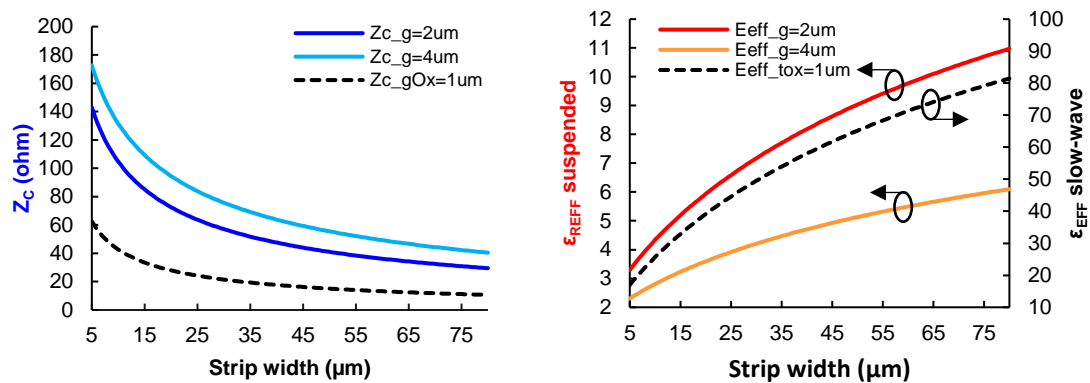 200
180
160
140
120
100
80
60
40
20
0
Z_C (ohm)
Zc_g=2um
Zc_g=4um
Zc_gOx=1um
5 15 25 35 45 55 65 75
Strip width (µm)
12
11
10
9
8
7
6
5
4
3
2
ε_REFF suspended
Eeff_g=2um
Eeff_g=4um
Eeff_tox=1um
100
90
80
70
60
50
40
30
20
10
ε_EFF slow-wave
5 15 25 35 45 55 65 75
Strip width (µm)